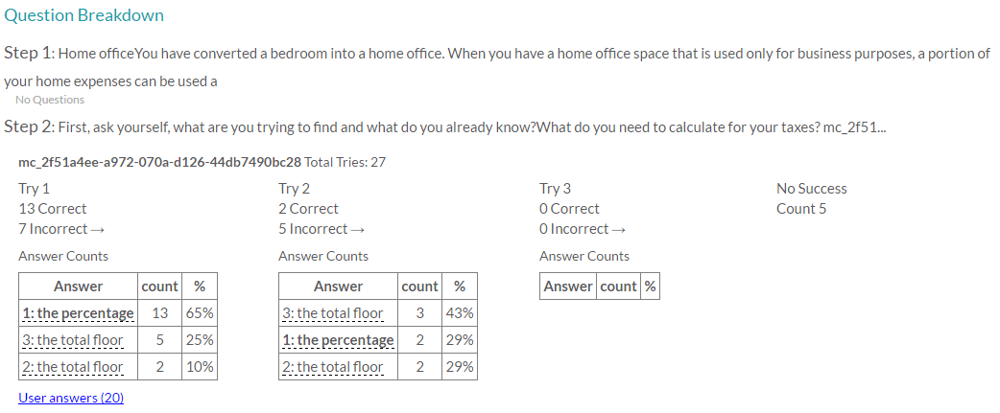 Question Breakdown
Step 1: Home officeYou have converted a bedroom into a home office. When you have a home office space that is used only for business purposes, a portion of
your home expenses can be used a
No Questions
Step 2: First, ask yourself, what are you trying to find and what do you already know?What do you need to calculate for your taxes? mc_2f51...
mc_2f51a4ee-a972-070a-d126-44db7490bc28 Total Tries: 27
Try 1 Try 2 Try 3 No Success
13 Correct 2 Correct 0 Correct Count 5
7 Incorrect → 5 Incorrect → 0 Incorrect →
Answer Counts Answer Counts Answer Counts
Answer count % Answer count % Answer count %
1: the percentage 13 65% 3: the total floor 3 43%
3: the total floor 5 25% 1: the percentage 2 29%
2: the total floor 2 10% 2: the total floor 2 29%
User answers (20)